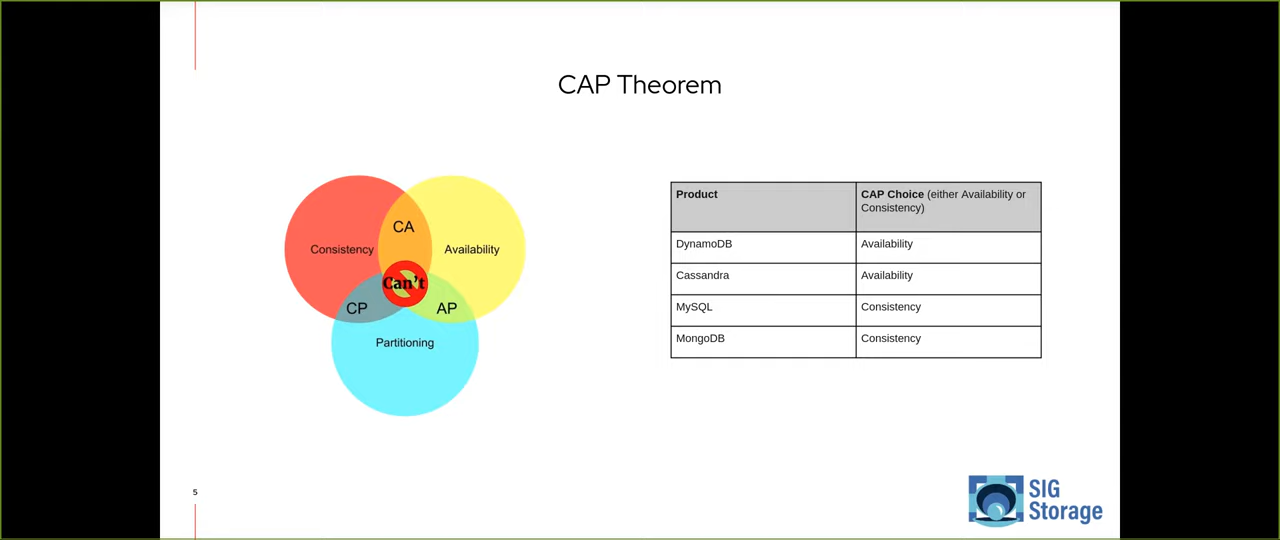 CAP Theorem
CA
Consistency
Availability
Can't
CP
AP
Partitioning
Product
CAP Choice (either Availability or
Consistency)
DynamoDB
Availability
Cassandra
Availability
MySQL
Consistency
MongoDB
Consistency
5
SIG
Storage